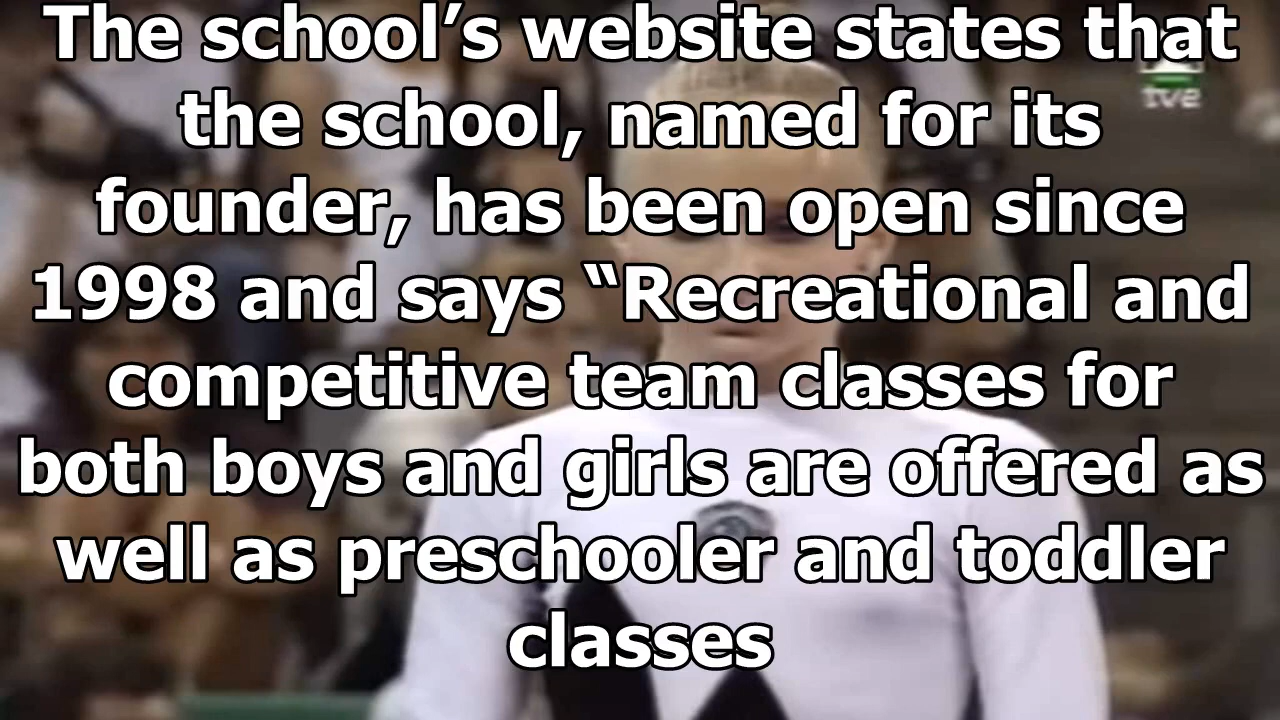 The school’s website states that
the school, named for its
founder, has been open since
1998 and says “Recreational and
competitive team classes for
both boys and girls are offered as
well as preschooler and toddler
classes
tve